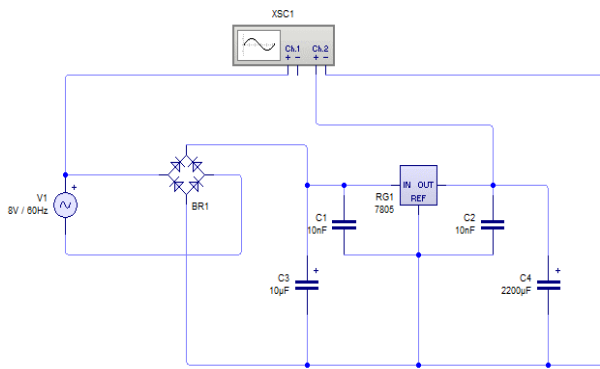 XSC1
Ch.1 Ch.2
+ − + −
V1
8V / 60Hz
+
BR1
C3
10µF
+
C1
10nF
RG1
7805
IN OUT
REF
C2
10nF
C4
2200µF
+